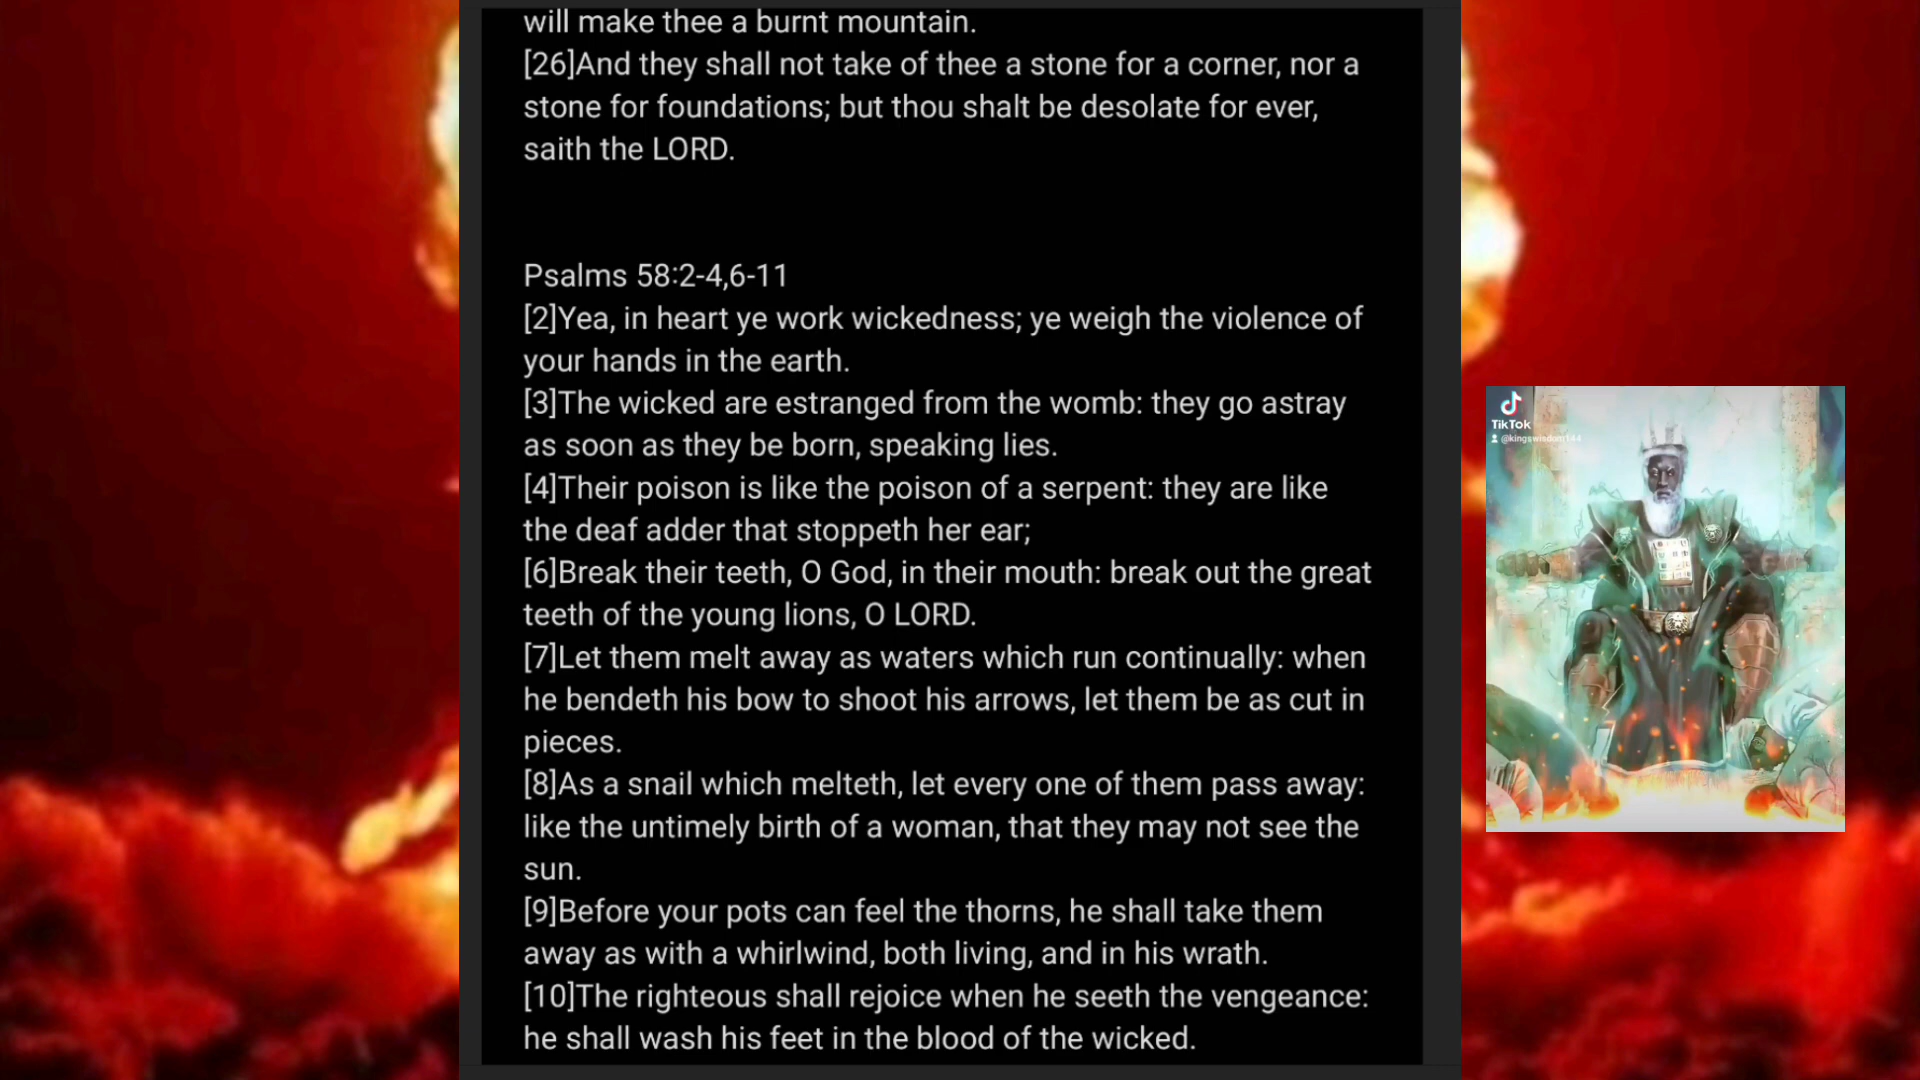 will make thee a burnt mountain.
[26]And they shall not take of thee a stone for a corner, nor a
stone for foundations; but thou shalt be desolate for ever,
saith the LORD.
Psalms 58:2-4,6-11
[2]Yea, in heart ye work wickedness; ye weigh the violence of
your hands in the earth.
[3]The wicked are estranged from the womb: they go astray
as soon as they be born, speaking lies.
[4]Their poison is like the poison of a serpent: they are like
the deaf adder that stoppeth her ear;
[6]Break their teeth, O God, in their mouth: break out the great
teeth of the young lions, O LORD.
[7]Let them melt away as waters which run continually: when
he bendeth his bow to shoot his arrows, let them be as cut in
pieces.
[8]As a snail which melteth, let every one of them pass away:
like the untimely birth of a woman, that they may not see the
sun.
[9]Before your pots can feel the thorns, he shall take them
away as with a whirlwind, both living, and in his wrath.
[10]The righteous shall rejoice when he seeth the vengeance:
he shall wash his feet in the blood of the wicked.
TikTok
@kingswisdom144